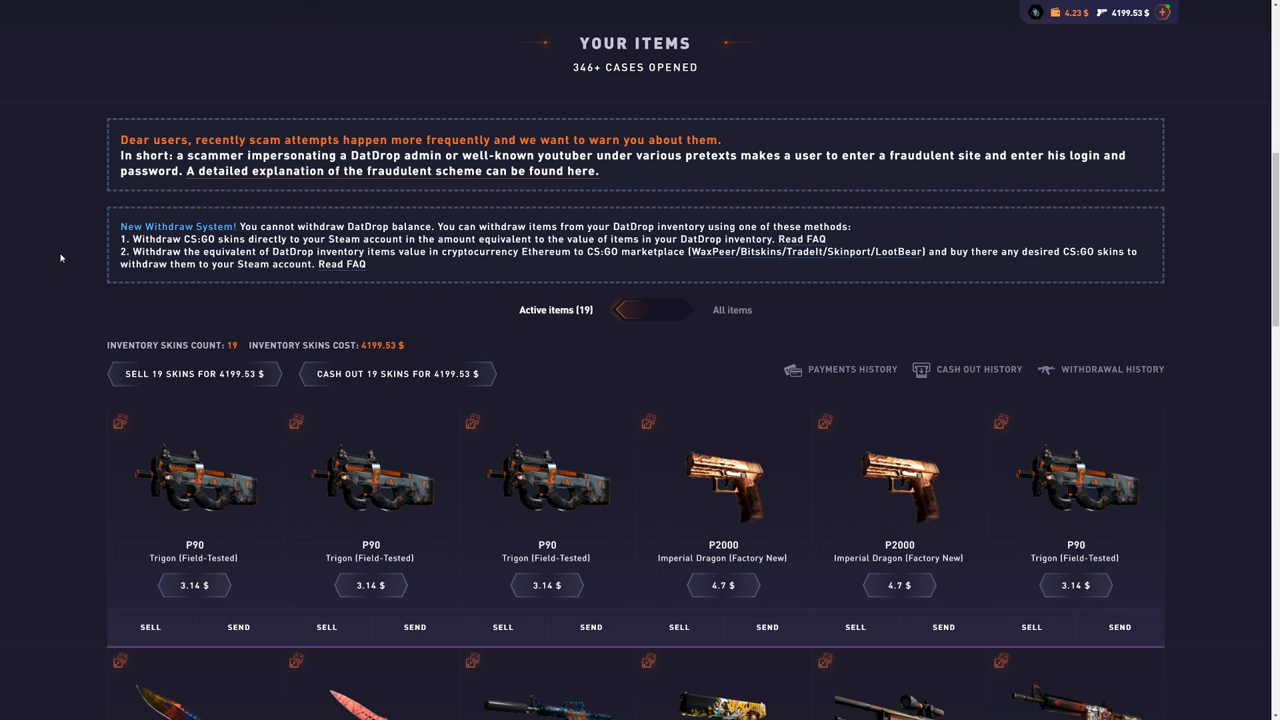 4.23 $ 4199.53 $
YOUR ITEMS
346+ CASES OPENED
Dear users, recently scam attempts happen more frequently and we want to warn you about them.
In short: a scammer impersonating a DatDrop admin or well-known youtuber under various pretexts makes a user to enter a fraudulent site and enter his login and
password. A detailed explanation of the fraudulent scheme can be found here.
New Withdraw System! You cannot withdraw DatDrop balance. You can withdraw items from your DatDrop inventory using one of these methods:
1. Withdraw CS:GO skins directly to your Steam account in the amount equivalent to the value of items in your DatDrop inventory. Read FAQ
2. Withdraw the equivalent of DatDrop inventory items value in cryptocurrency Ethereum to CS:GO marketplace (WaxPeer/Bitskins/TradeIt/Skinport/LootBear) and buy there any desired CS:GO skins to
withdraw them to your Steam account. Read FAQ
Active items (19) All items
INVENTORY SKINS COUNT: 19 INVENTORY SKINS COST: 4199.53 $
SELL 19 SKINS FOR 4199.53 $ CASH OUT 19 SKINS FOR 4199.53 $ PAYMENTS HISTORY CASH OUT HISTORY WITHDRAWAL HISTORY
P90 P90 P90 P2000 P2000 P90
Trigon (Field-Tested) Trigon (Field-Tested) Trigon (Field-Tested) Imperial Dragon (Factory New) Imperial Dragon (Factory New) Trigon (Field-Tested)
3.14 $ 3.14 $ 3.14 $ 4.7 $ 4.7 $ 3.14 $
SELL SEND SELL SEND SELL SEND SELL SEND SELL SEND SELL SEND